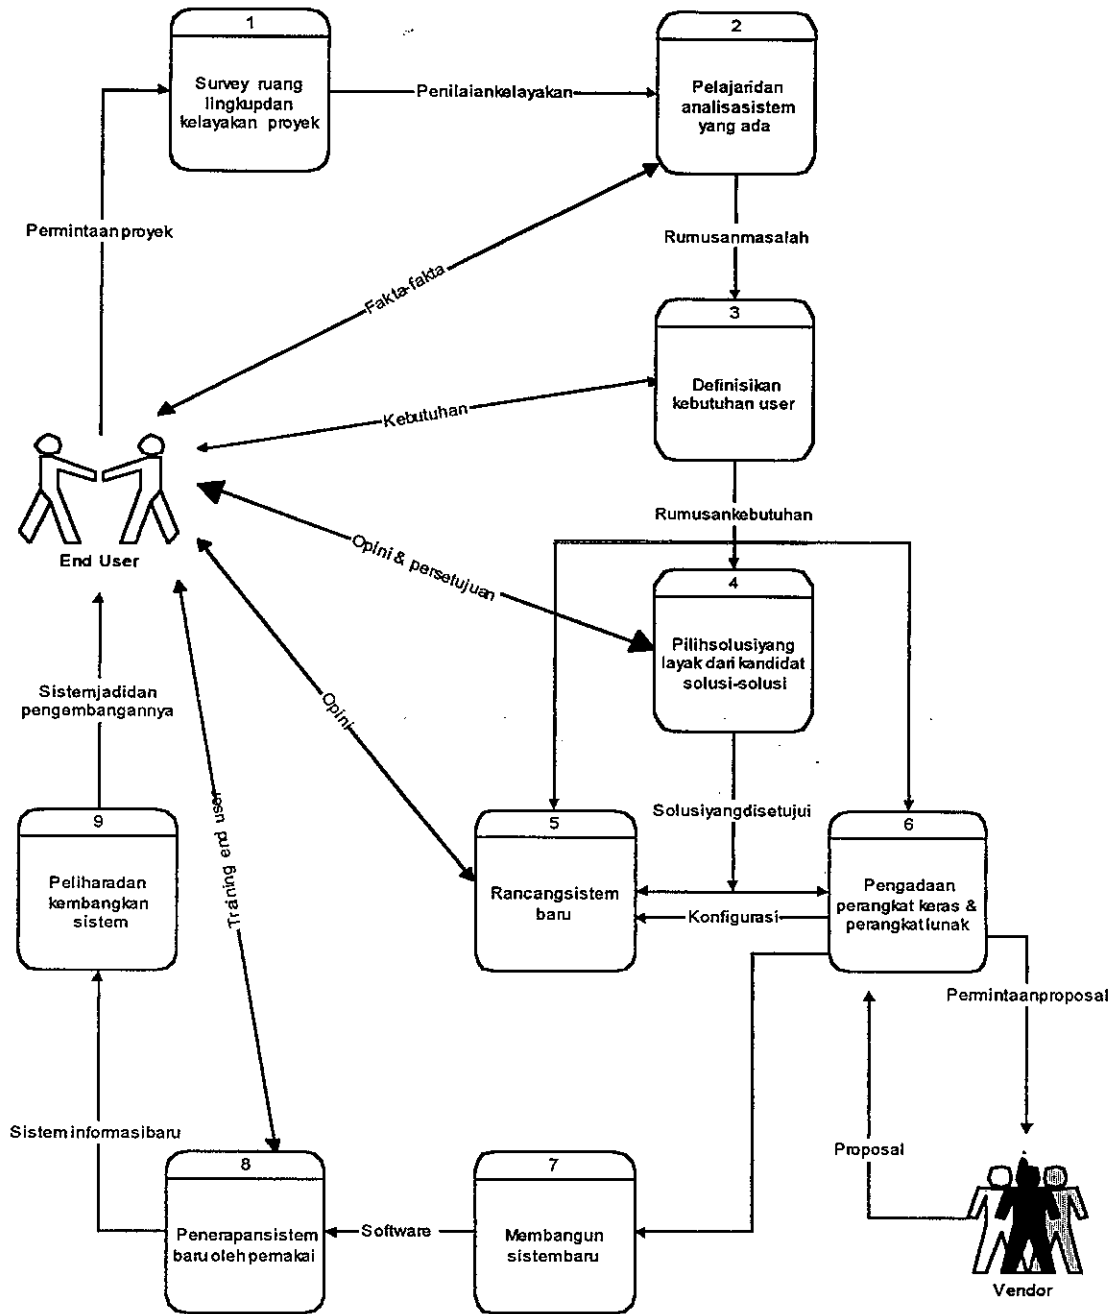 1
Survey ruang
lingkupdan
kelayakan proyek
Penilaiankelayakan
2
Pelajaridan
analisasistem
yang ada
Permintaanproyek
Rumusanmasalah
Fakta-fakta
3
Definisikan
kebutuhan user
Kebutuhan
End User
Rumusankebutuhan
Opini & persetujuan
4
Pilihsolusiyang
layak dari kandidat
solusi-solusi
Sistemjadidan
pengembangannya
Opini
Training end user
Solusiyangdisetujui
9
Peliharadan
kembangkan
sistem
5
Rancangsistem
baru
Konfigurasi
6
Pengadaan
perangkat keras &
perangkatlunak
Permintaanproposal
Sisteminformasibaru
Proposal
8
Penerapansistem
baru oleh pemakai
Software
7
Membangun
sistembaru
Vendor